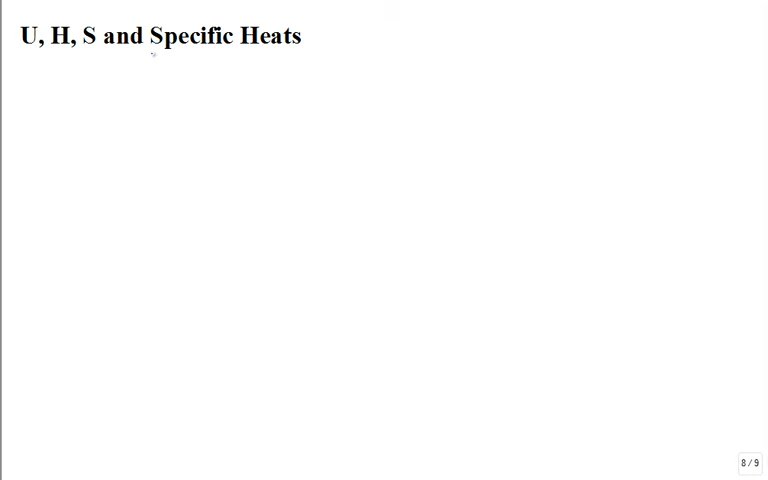 U, H, S and Specific Heats
8/9